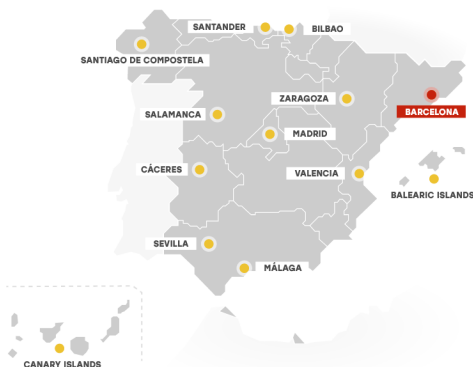 SANTANDER
BILBAO
SANTIAGO DE COMPOSTELA
ZARAGOZA
BARCELONA
SALAMANCA
MADRID
CÁCERES
VALENCIA
BALEARIC ISLANDS
SEVILLA
MÁLAGA
CANARY ISLANDS